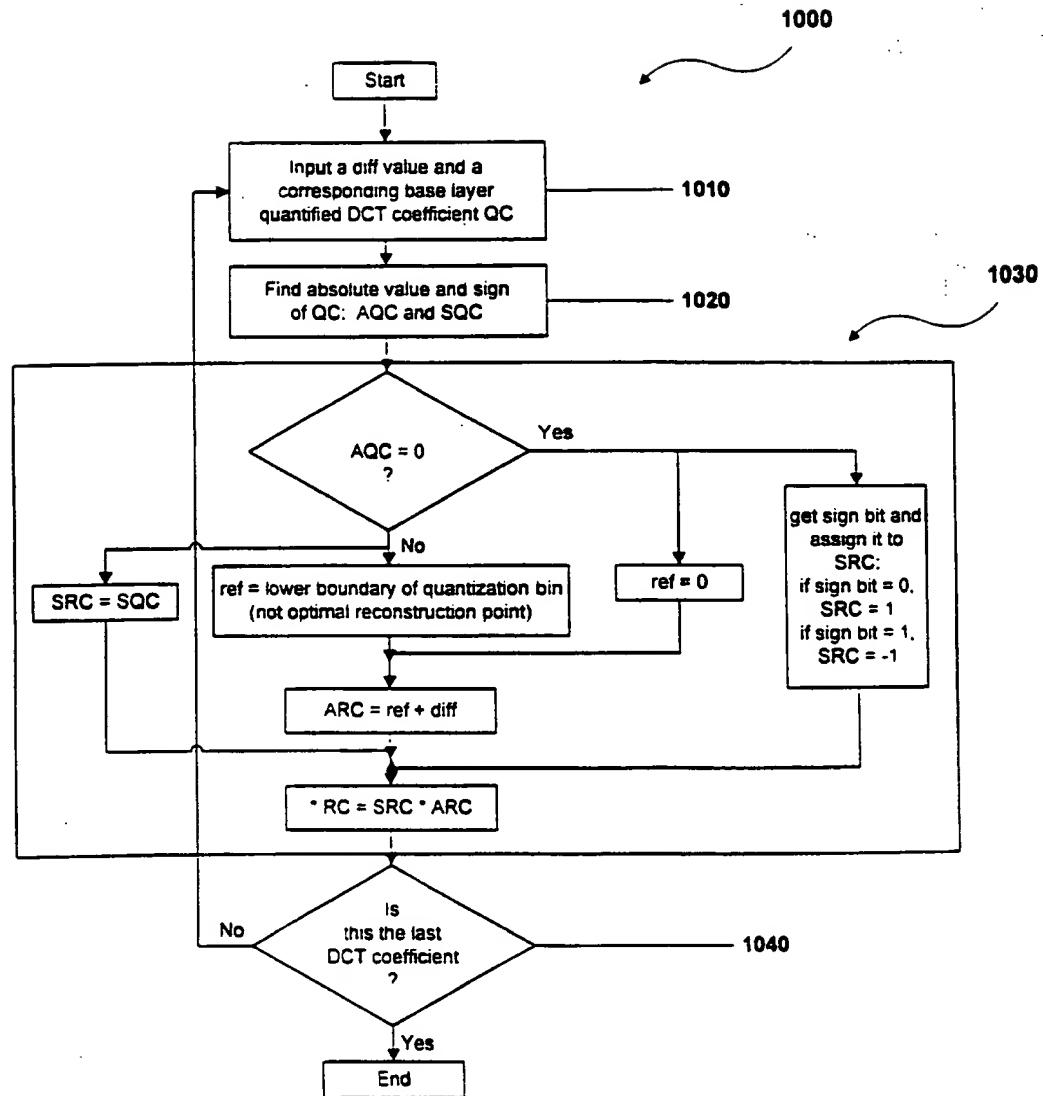 1000
Start
Input a diff value and a
corresponding base layer
quantified DCT coefficient QC
1010
Find absolute value and sign
of QC: AQC and SQC
1020
1030
AQC = 0
?
Yes
No
SRC = SQC
ref = lower boundary of quantization bin
(not optimal reconstruction point)
ref = 0
get sign bit and
assign it to
SRC:
if sign bit = 0,
SRC = 1
if sign bit = 1,
SRC = -1
ARC = ref + diff
* RC = SRC * ARC
Is
this the last
DCT coefficient
?
No
1040
Yes
End